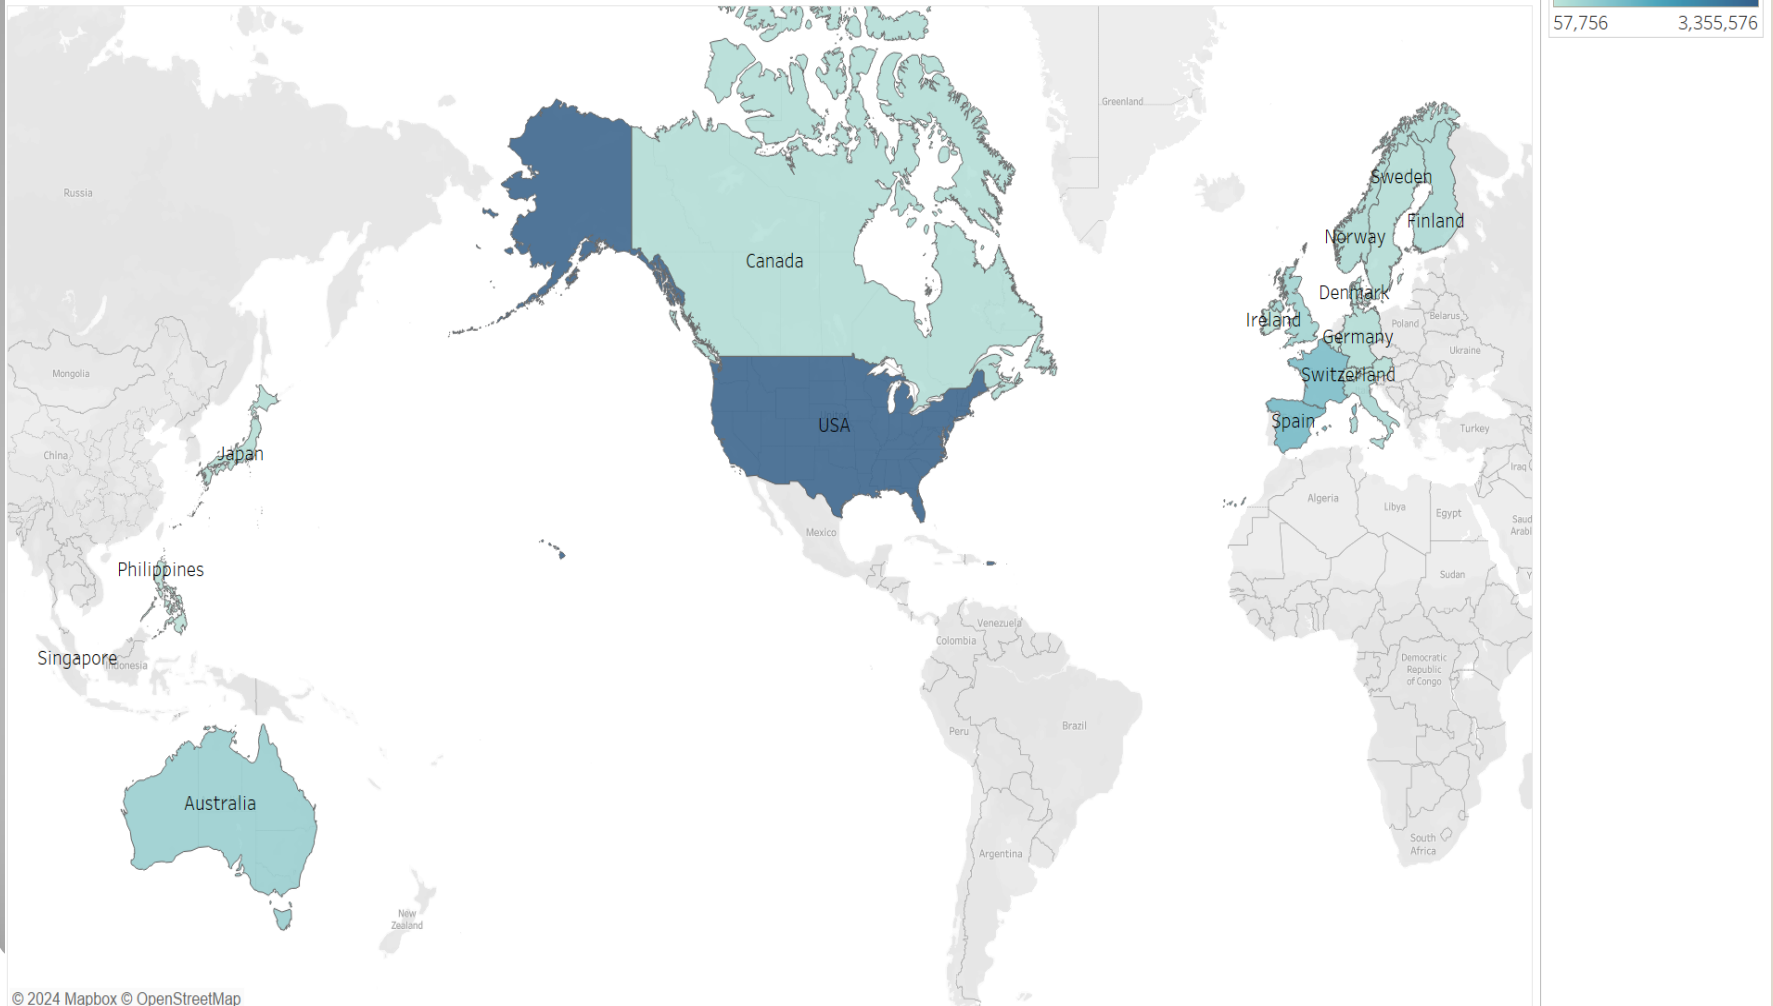 57,756 3,355,576
Greenland
Russia
Sweden
Finland
Norway
Canada
Denmark
Ireland
Poland
Belarus
Germany
Ukraine
Mongolia
Switzerland
USA
Spain
Turkey
Japan
China
Iraq
Algeria
Libya
Egypt
Saudi
Arabi
Mexico
Philippines
Sudan
Y
Venezuela
Colombia
Singapore
Indonesia
Democratic
Republic
of Congo
Brazil
Peru
Australia
South
Africa
Argentina
New
Zealand
© 2024 Mapbox © OpenStreetMap